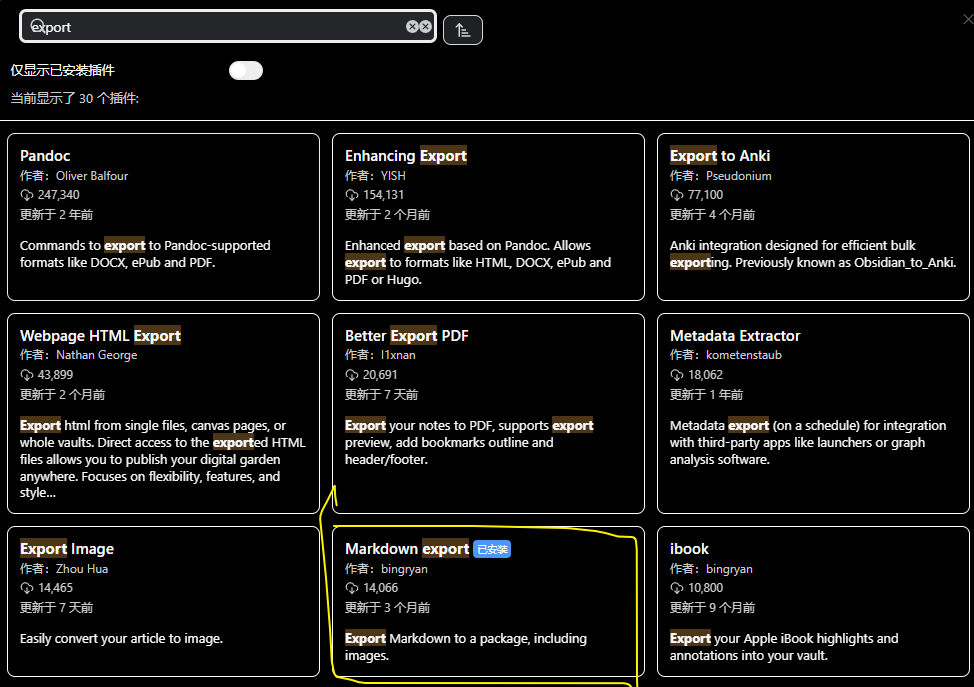 export
仅显示已安装插件
当前显示了 30 个插件:
Pandoc
作者：Oliver Balfour
247,340
更新于 2 年前
Commands to export to Pandoc-supported
formats like DOCX, ePub and PDF.
Enhancing Export
作者：YISH
154,131
更新于 2 个月前
Enhanced export based on Pandoc. Allows
export to formats like HTML, DOCX, ePub and
PDF or Hugo.
Export to Anki
作者：Pseudonium
77,100
更新于 4 个月前
Anki integration designed for efficient bulk
exporting. Previously known as Obsidian_to_Anki.
Webpage HTML Export
作者：Nathan George
43,899
更新于 2 个月前
Export html from single files, canvas pages, or
whole vaults. Direct access to the exported HTML
files allows you to publish your digital garden
anywhere. Focuses on flexibility, features, and
style...
Better Export PDF
作者：l1xnan
20,691
更新于 7 天前
Export your notes to PDF, supports export
preview, add bookmarks outline and
header/footer.
Metadata Extractor
作者：kometenstaub
18,062
更新于 1 年前
Metadata export (on a schedule) for integration
with third-party apps like launchers or graph
analysis software.
Export Image
作者：Zhou Hua
14,465
更新于 7 天前
Easily convert your article to image.
Markdown export 已安装
作者：bingryan
14,066
更新于 3 个月前
Export Markdown to a package, including
images.
ibook
作者：bingryan
10,800
更新于 9 个月前
Export your Apple iBook highlights and
annotations into your vault.